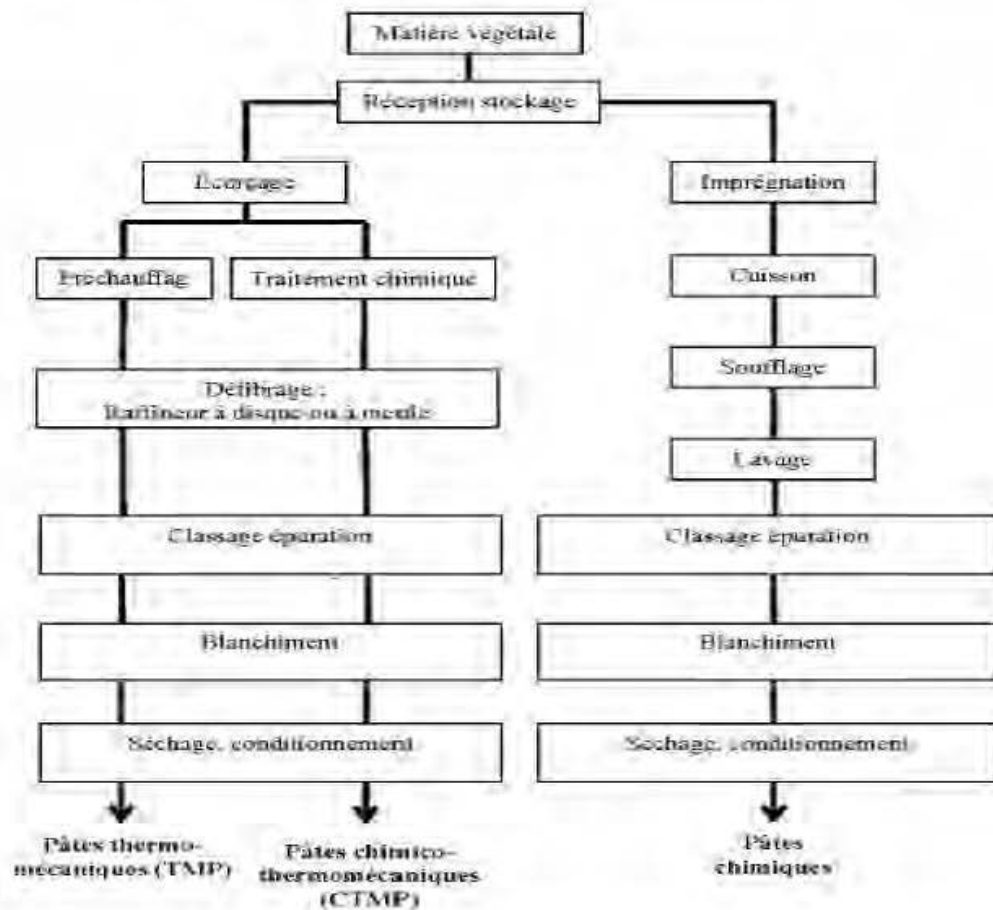 Matière végétale
Réception stockage
Écorçage
Imprégnation
Préchauffag
Traitement chimique
Cuisson
Soufflage
Défibrage :
Raffineur à disque ou à meule
Lavage
Classage épuration
Classage épuration
Blanchiment
Blanchiment
Séchage, conditionnement
Séchage, conditionnement
Pâtes thermo-
mécaniques (TMP)
Pâtes chimico-
thermomécaniques
(CTMP)
Pâtes
chimiques